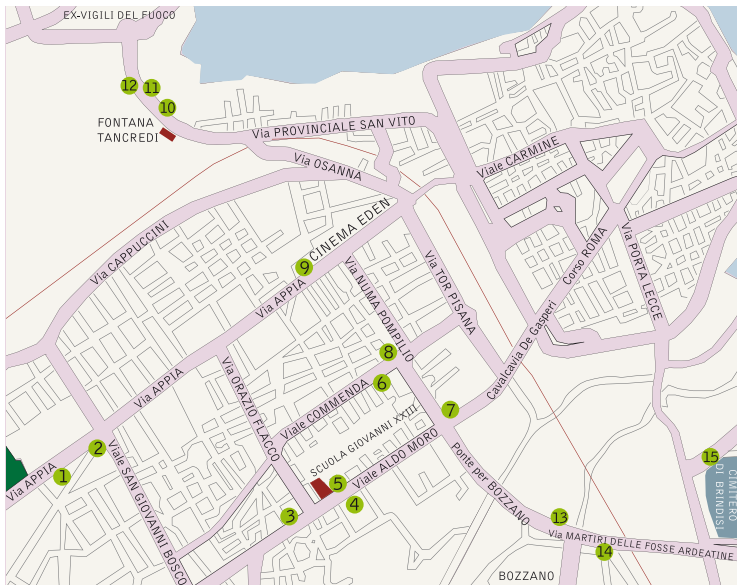 EX-VIGILI DEL FUOCO
12
11
10
FONTANA
TANCREDI
Via PROVINCIALE SAN VITO
Via OSANNA
Viale CARMINE
CINEMA EDEN
Via CAPPUCCINI
9
Via APPIA
Via NUMA POMPILIO
Via TOR PISANA
Corso ROMA
Via PORTA LECCE
Cavalcavia De Gasperi
8
6
7
Via APPIA
Via ORAZIO FLACCO
Viale COMMENDA
SCUOLA GIOVANNI XXIII
Viale ALDO MORO
Ponte per BOZZANO
2
1
Via APPIA
Viale SAN GIOVANNI BOSCO
5
4
3
15
CIMITERO
DI BRINDISI
13
Via MARTIRI DELLE FOSSE ARDEATINE
14
BOZZANO